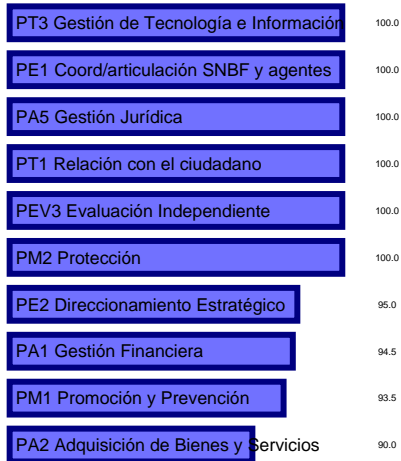 PT3 Gestión de Tecnología e Información 100.0
PE1 Coord/articulación SNBF y agentes 100.0
PA5 Gestión Jurídica 100.0
PT1 Relación con el ciudadano 100.0
PEV3 Evaluación Independiente 100.0
PM2 Protección 100.0
PE2 Direccionamiento Estratégico 95.0
PA1 Gestión Financiera 94.5
PM1 Promoción y Prevención 93.5
PA2 Adquisición de Bienes y Servicios 90.0